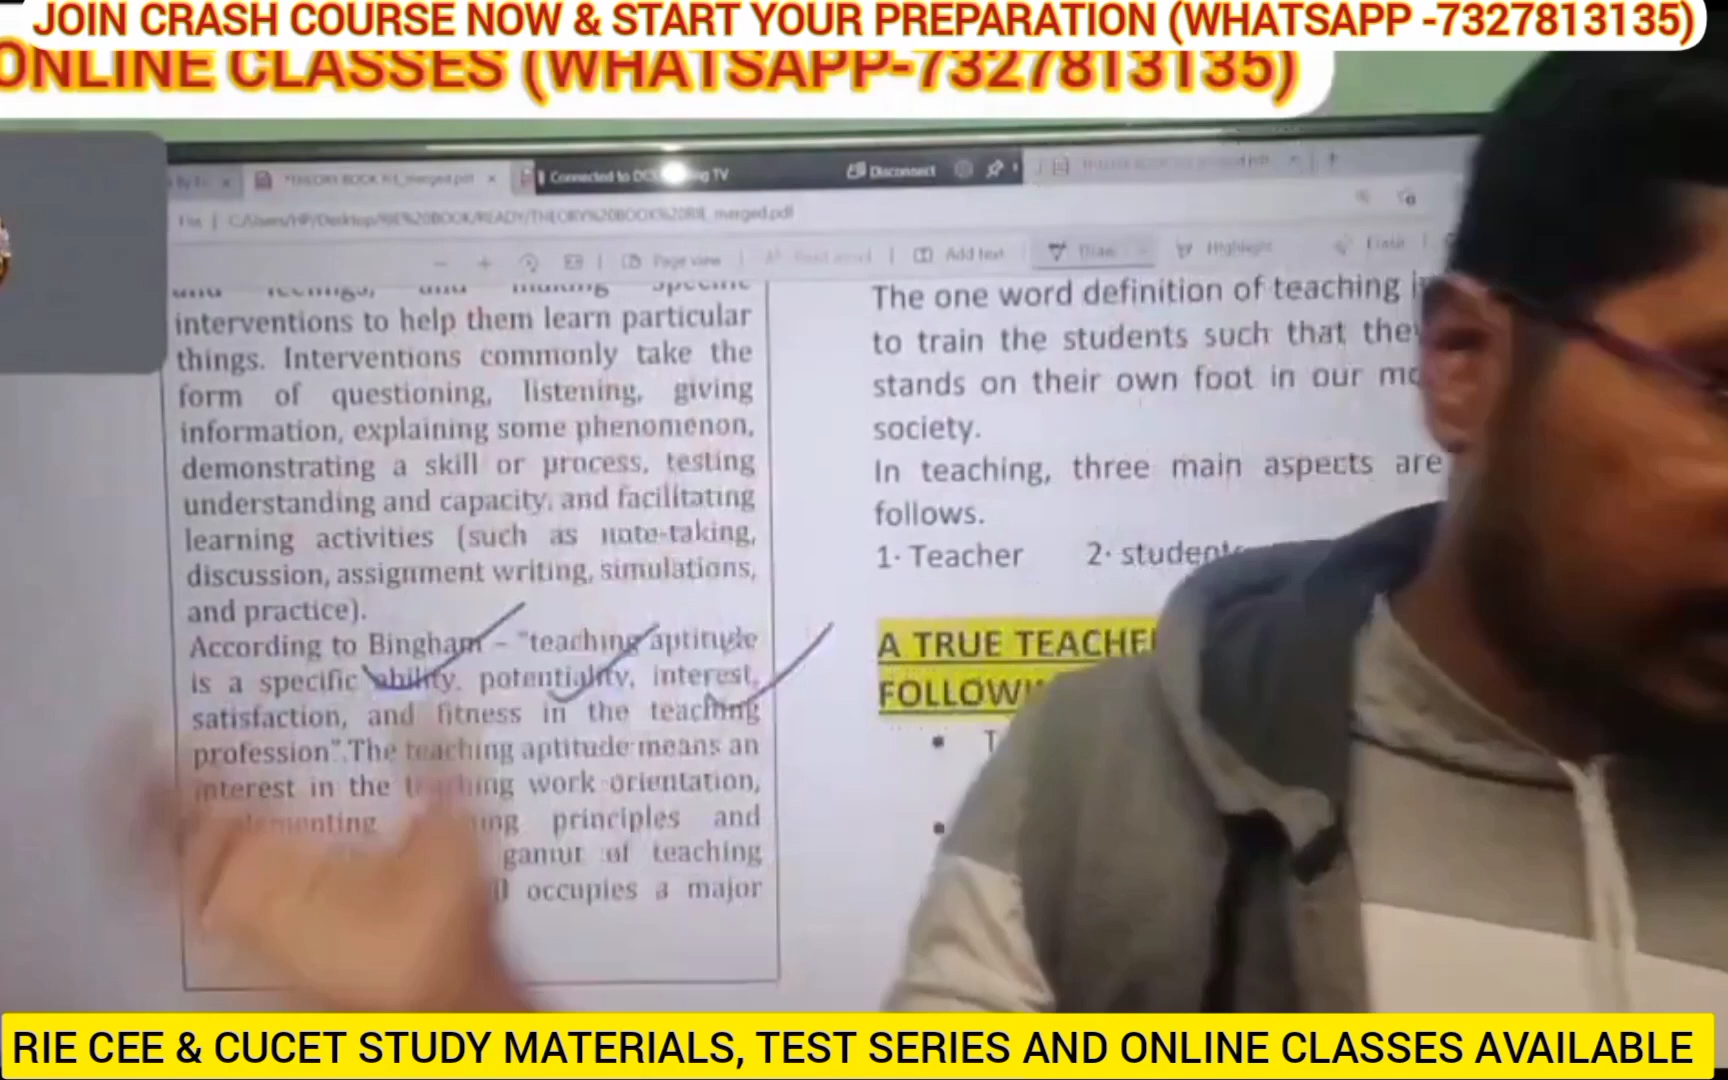 JOIN CRASH COURSE NOW & START YOUR PREPARATION (WHATSAPP -7327813135)
ONLINE CLASSES (WHATSAPP-7327813135)
Connected to
TV
Disconnect
Page view
Add text
Draw
Highlight
Erase
interventions to help them learn particular
things. Interventions commonly take the
form of questioning, listening, giving
information, explaining some phenomenon,
demonstrating a skill or process, testing
understanding and capacity, and facilitating
learning activities (such as note-taking,
discussion, assignment writing, simulations,
and practice).
According to Bingham – "teaching aptitude
is a specific ability, potentiality, interest,
satisfaction, and fitness in the teaching
profession".The teaching aptitude means an
interest in the teaching work orientation,
principles and
gamut of teaching
occupies a major
The one word definition of teaching
to train the students such that they
stands on their own foot in our
society.
In teaching, three main aspects are
follows.
1· Teacher 2·
A TRUE
RIE CEE & CUCET STUDY MATERIALS, TEST SERIES AND ONLINE CLASSES AVAILABLE